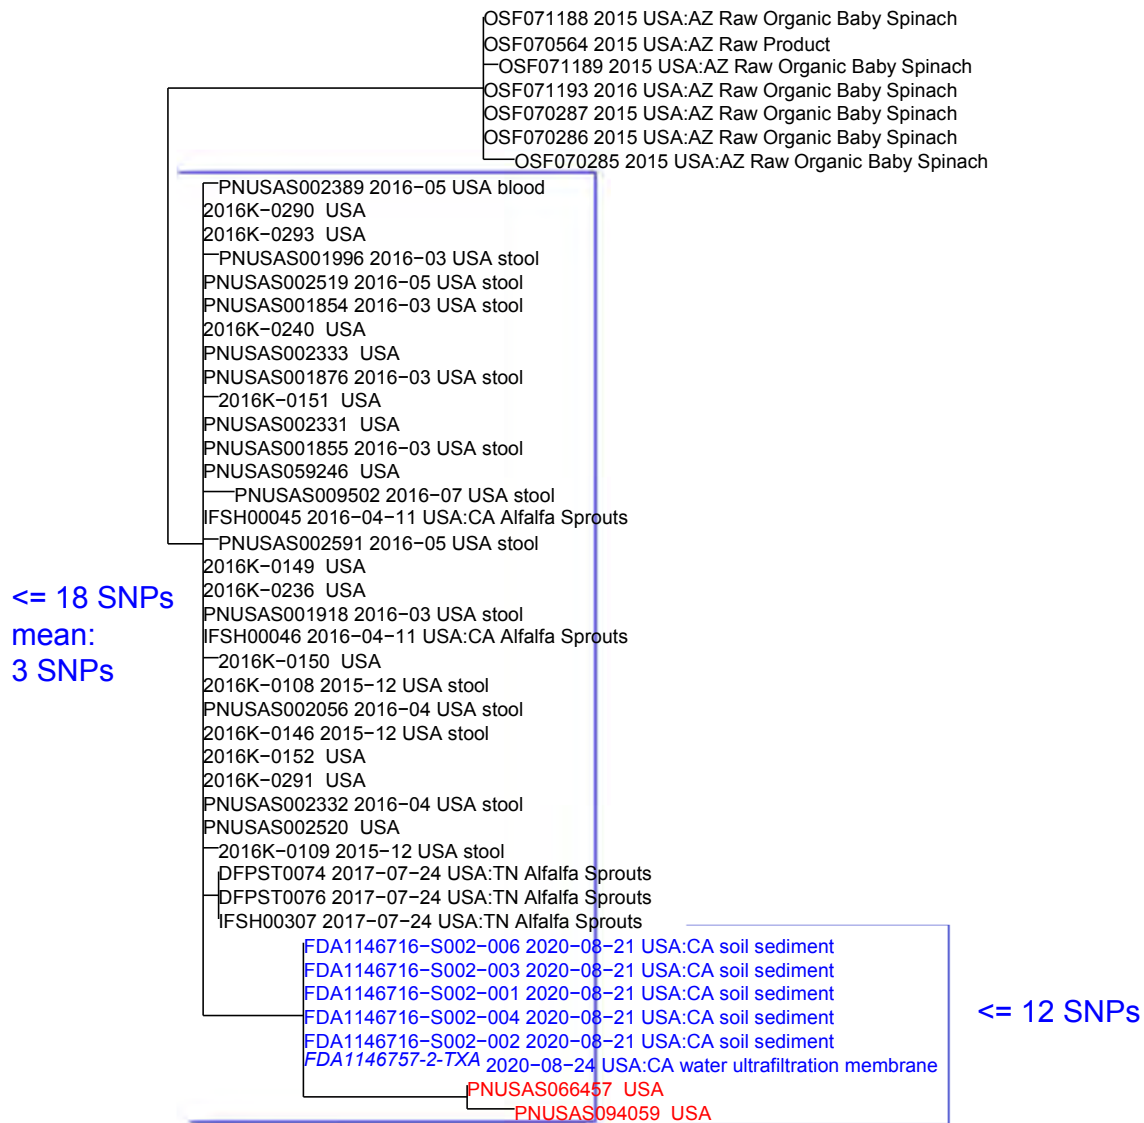 OSF071188 2015 USA:AZ Raw Organic Baby Spinach
OSF070564 2015 USA:AZ Raw Product
OSF071189 2015 USA:AZ Raw Organic Baby Spinach
OSF071193 2016 USA:AZ Raw Organic Baby Spinach
OSF070287 2015 USA:AZ Raw Organic Baby Spinach
OSF070286 2015 USA:AZ Raw Organic Baby Spinach
OSF070285 2015 USA:AZ Raw Organic Baby Spinach
PNUSAS002389 2016−05 USA blood
2016K−0290 USA
2016K−0293 USA
PNUSAS001996 2016−03 USA stool
PNUSAS002519 2016−05 USA stool
PNUSAS001854 2016−03 USA stool
2016K−0240 USA
PNUSAS002333 USA
PNUSAS001876 2016−03 USA stool
2016K−0151 USA
PNUSAS002331 USA
PNUSAS001855 2016−03 USA stool
PNUSAS059246 USA
PNUSAS009502 2016−07 USA stool
IFSH00045 2016−04−11 USA:CA Alfalfa Sprouts
PNUSAS002591 2016−05 USA stool
2016K−0149 USA
2016K−0236 USA
PNUSAS001918 2016−03 USA stool
IFSH00046 2016−04−11 USA:CA Alfalfa Sprouts
2016K−0150 USA
2016K−0108 2015−12 USA stool
PNUSAS002056 2016−04 USA stool
2016K−0146 2015−12 USA stool
2016K−0152 USA
2016K−0291 USA
PNUSAS002332 2016−04 USA stool
PNUSAS002520 USA
2016K−0109 2015−12 USA stool
DFPST0074 2017−07−24 USA:TN Alfalfa Sprouts
DFPST0076 2017−07−24 USA:TN Alfalfa Sprouts
IFSH00307 2017−07−24 USA:TN Alfalfa Sprouts
FDA1146716−S002−006 2020−08−21 USA:CA soil sediment
FDA1146716−S002−003 2020−08−21 USA:CA soil sediment
FDA1146716−S002−001 2020−08−21 USA:CA soil sediment
FDA1146716−S002−004 2020−08−21 USA:CA soil sediment
FDA1146716−S002−002 2020−08−21 USA:CA soil sediment
FDA1146757-2-TXA 2020−08−24 USA:CA water ultrafiltration membrane
PNUSAS066457 USA
PNUSAS094059 USA
<= 18 SNPs
mean:
3 SNPs
<= 12 SNPs